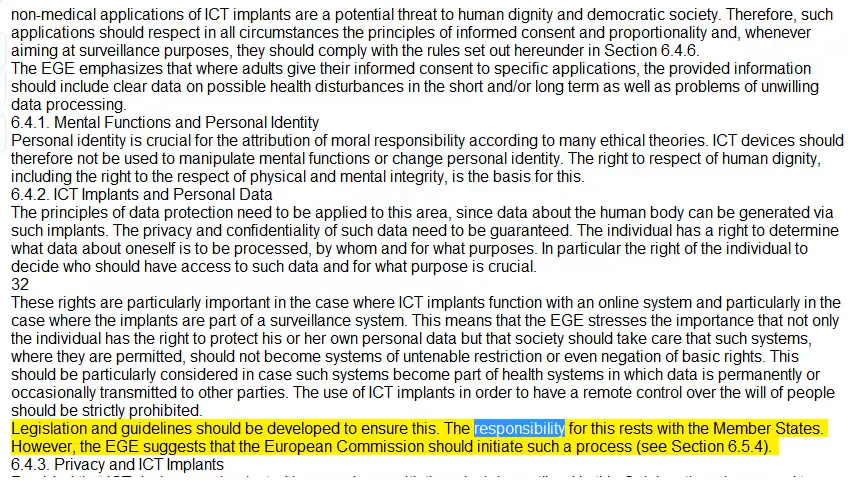 non-medical applications of ICT implants are a potential threat to human dignity and democratic society. Therefore, such
applications should respect in all circumstances the principles of informed consent and proportionality and, whenever
aiming at surveillance purposes, they should comply with the rules set out hereunder in Section 6.4.6.
The EGE emphasizes that where adults give their informed consent to specific applications, the provided information
should include clear data on possible health disturbances in the short and/or long term as well as problems of unwilling
data processing.
6.4.1. Mental Functions and Personal Identity
Personal identity is crucial for the attribution of moral responsibility according to many ethical theories. ICT devices should
therefore not be used to manipulate mental functions or change personal identity. The right to respect of human dignity,
including the right to the respect of physical and mental integrity, is the basis for this.
6.4.2. ICT Implants and Personal Data
The principles of data protection need to be applied to this area, since data about the human body can be generated via
such implants. The privacy and confidentiality of such data need to be guaranteed. The individual has a right to determine
what data about oneself is to be processed, by whom and for what purposes. In particular the right of the individual to
decide who should have access to such data and for what purpose is crucial.
32
These rights are particularly important in the case where ICT implants function with an online system and particularly in the
case where the implants are part of a surveillance system. This means that the EGE stresses the importance that not only
the individual has the right to protect his or her own personal data but that society should take care that such systems,
where they are permitted, should not become systems of untenable restriction or even negation of basic rights. This
should be particularly considered in case such systems become part of health systems in which data is permanently or
occasionally transmitted to other parties. The use of ICT implants in order to have a remote control over the will of people
should be strictly prohibited.
Legislation and guidelines should be developed to ensure this. The responsibility for this rests with the Member States.
However, the EGE suggests that the European Commission should initiate such a process (see Section 6.5.4).
6.4.3. Privacy and ICT Implants